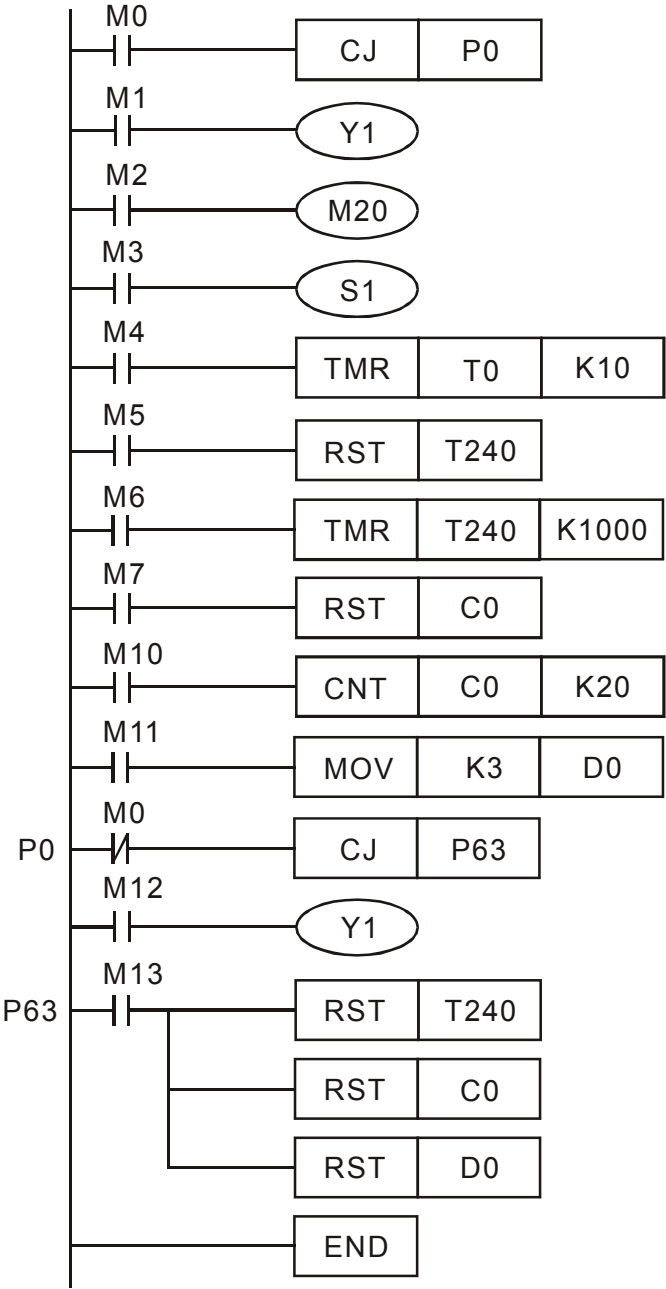 M0
CJ P0
M1
Y1
M2
M20
M3
S1
M4
TMR T0 K10
M5
RST T240
M6
TMR T240 K1000
M7
RST C0
M10
CNT C0 K20
M11
MOV K3 D0
M0
P0 CJ P63
M12
Y1
M13
P63 RST T240
RST C0
RST D0
END